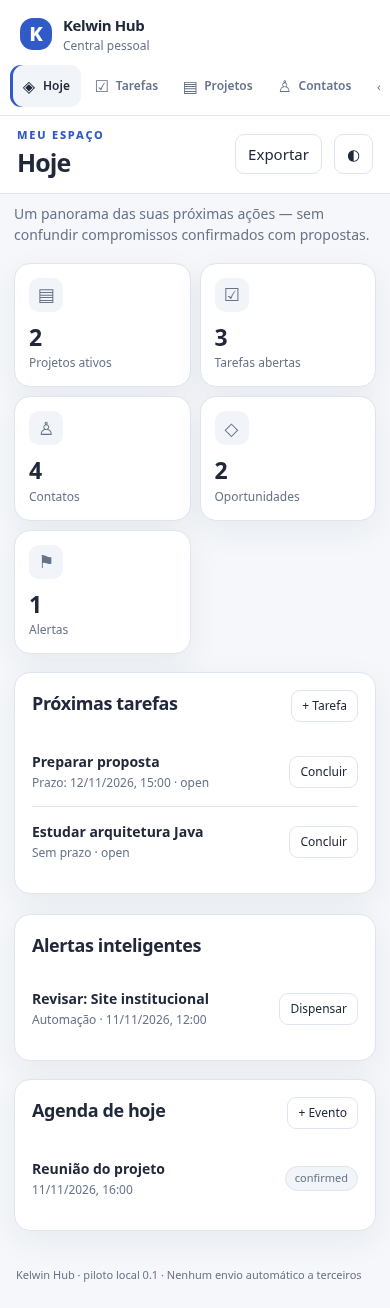 K
Kelwin Hub
Central pessoal
◈ Hoje
☑ Tarefas
▤ Projetos
♙ Contatos
MEU ESPAÇO
Hoje
Exportar
◐
Um panorama das suas próximas ações — sem
confundir compromissos confirmados com propostas.
▤
2
Projetos ativos
☑
3
Tarefas abertas
♙
4
Contatos
◇
2
Oportunidades
⚑
1
Alertas
Próximas tarefas
+ Tarefa
Preparar proposta
Prazo: 12/11/2026, 15:00 · open
Concluir
Estudar arquitetura Java
Sem prazo · open
Concluir
Alertas inteligentes
Revisar: Site institucional
Automação · 11/11/2026, 12:00
Dispensar
Agenda de hoje
+ Evento
Reunião do projeto
11/11/2026, 16:00
confirmed
Kelwin Hub · piloto local 0.1 · Nenhum envio automático a terceiros